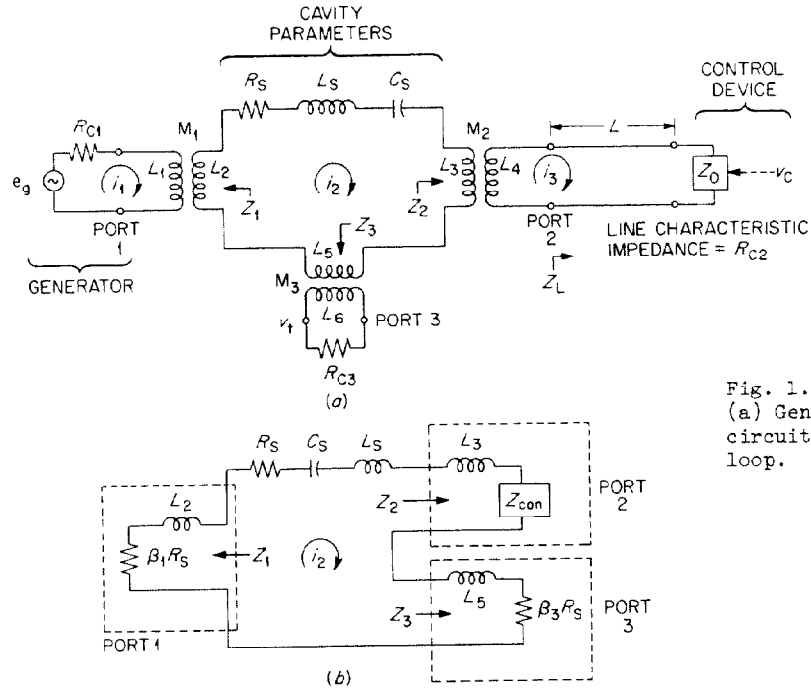 CAVITY
PARAMETERS
R_S L_S C_S
CONTROL
DEVICE
R_C1 M_1 M_2 L
e_g i_1 L_1 L_2 i_2 L_3 L_4 i_3 Z_0 v_C
Z_1 Z_2
PORT
1
Z_3
PORT
2
LINE CHARACTERISTIC
IMPEDANCE = R_C2
GENERATOR
L_5
Z_L
M_3
L_6
v_t PORT 3
R_C3
(a)
Fig. 1.
(a) Gen
circuit
loop.
R_S C_S L_S L_3
L_2 Z_2 Z_con PORT
2
β_1R_S Z_1 i_2
L_5
Z_3 β_3R_S PORT
3
PORT 1
(b)